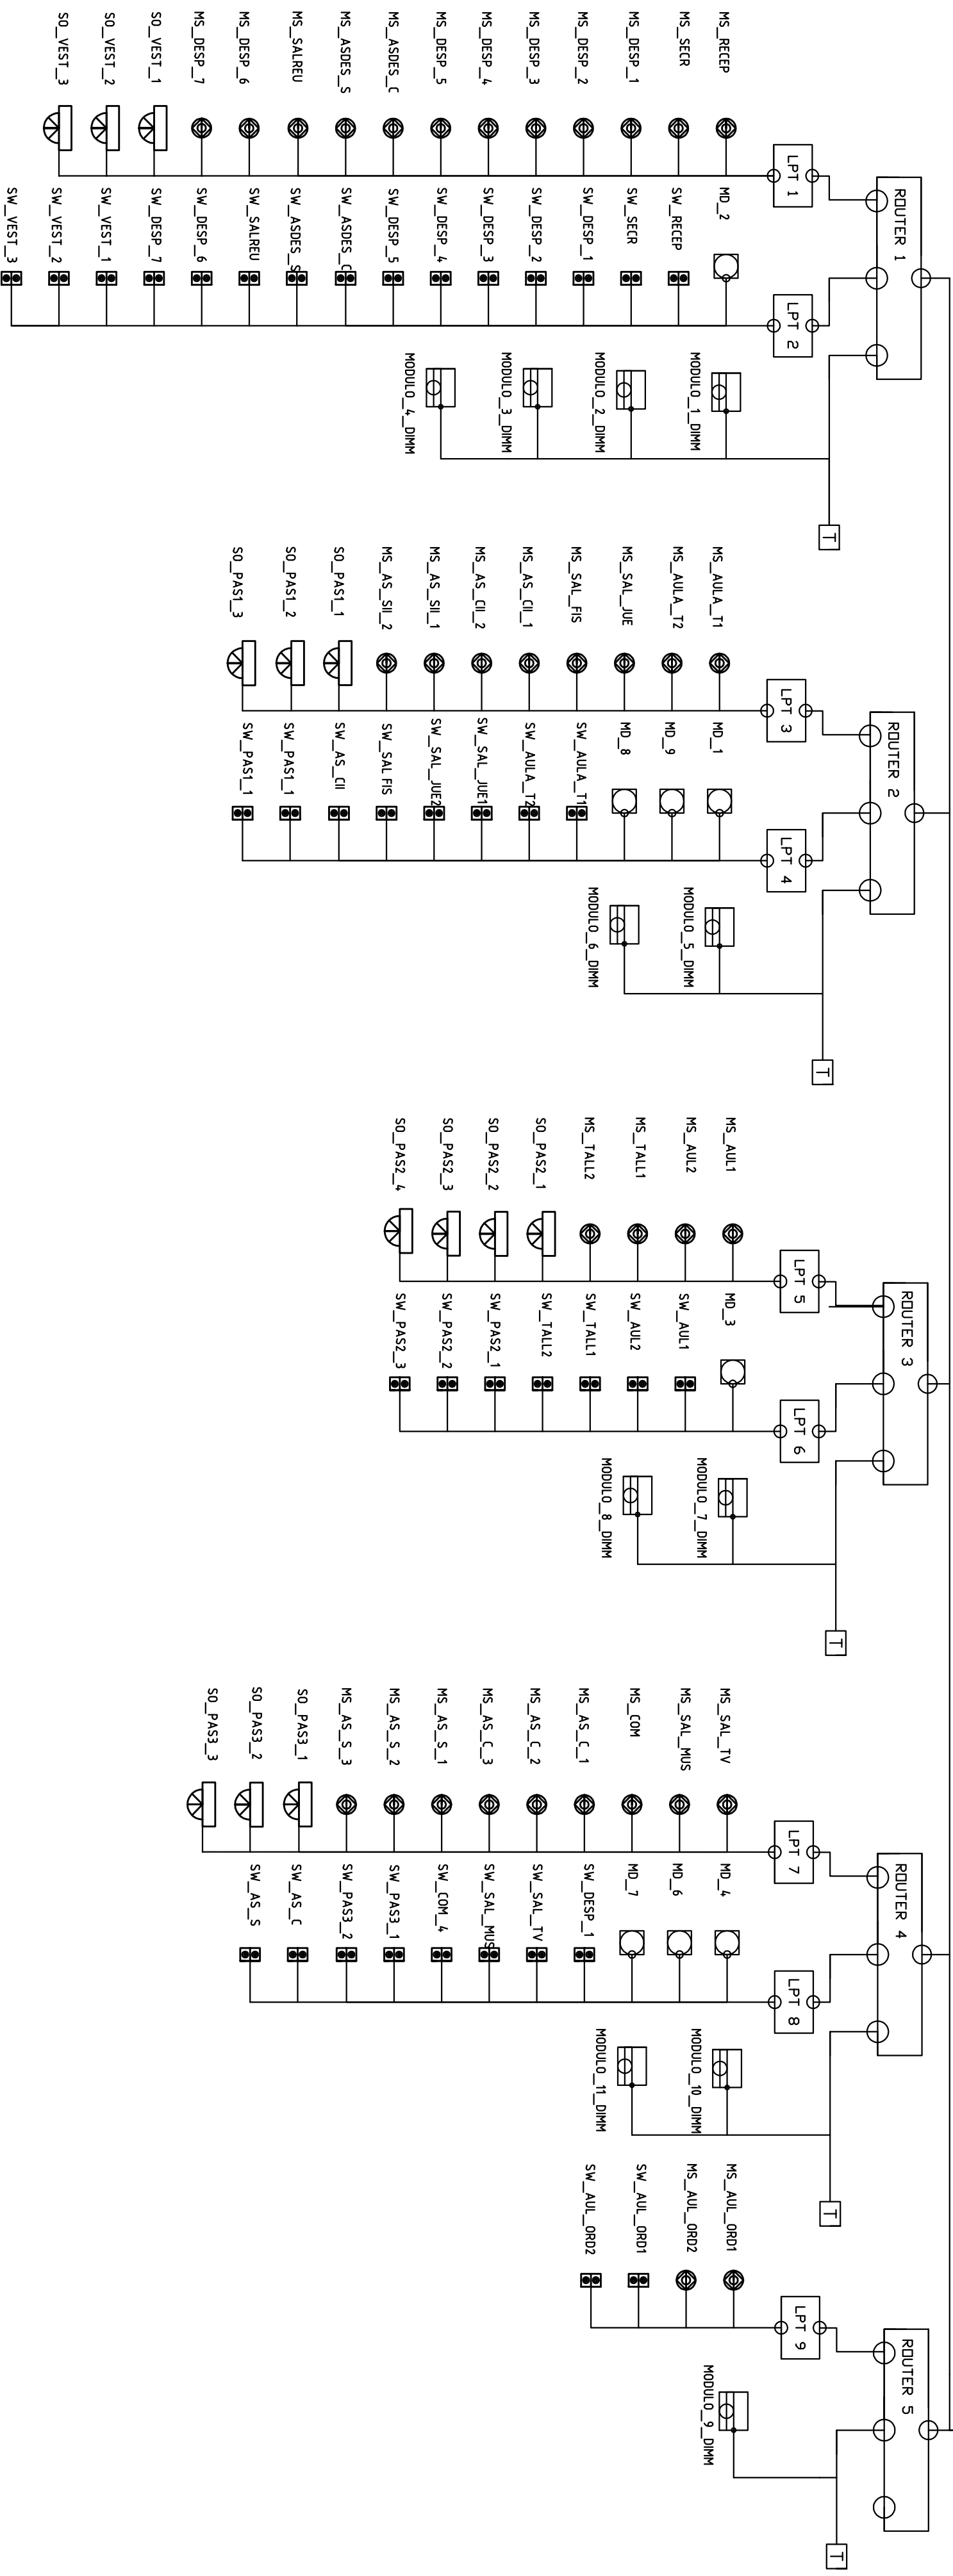 ROUTER 1
LPT 1
MS_RECEP
MS_SECR
MS_DESP_1
MS_DESP_2
MS_DESP_3
MS_DESP_4
MS_DESP_5
MS_ASDES_C
MS_ASDES_S
MS_SALREU
MS_DESP_6
MS_DESP_7
SO_VEST_1
SO_VEST_2
SO_VEST_3
LPT 2
MD_2
SW_RECEP
SW_SECR
SW_DESP_1
SW_DESP_2
SW_DESP_3
SW_DESP_4
SW_DESP_5
SW_ASDES_C
SW_ASDES_S
SW_SALREU
SW_DESP_6
SW_DESP_7
SW_VEST_1
SW_VEST_2
SW_VEST_3
MODULO_1_DIMM
MODULO_2_DIMM
MODULO_3_DIMM
MODULO_4_DIMM
T
ROUTER 2
LPT 3
MS_AULA_T1
MS_AULA_T2
MS_SAL_JUE
MS_SAL_FIS
MS_AS_CII_1
MS_AS_CII_2
MS_AS_SII_1
MS_AS_SII_2
SO_PAS1_1
SO_PAS1_2
SO_PAS1_3
LPT 4
MD_1
MD_9
MD_8
SW_AULA_T1
SW_AULA_T2
SW_SAL_JUE1
SW_SAL_JUE2
SW_SAL FIS
SW_AS_CII
SW_PAS1_1
SW_PAS1_1
MODULO_5_DIMM
MODULO_6_DIMM
T
ROUTER 3
LPT 5
MS_AUL1
MS_AUL2
MS_TALL1
MS_TALL2
SO_PAS2_1
SO_PAS2_2
SO_PAS2_3
SO_PAS2_4
LPT 6
MD_3
SW_AUL1
SW_AUL2
SW_TALL1
SW_TALL2
SW_PAS2_1
SW_PAS2_2
SW_PAS2_3
MODULO_7_DIMM
MODULO_8_DIMM
T
ROUTER 4
LPT 7
MS_SAL_TV
MS_SAL_MUS
MS_COM
MS_AS_C_1
MS_AS_C_2
MS_AS_C_3
MS_AS_S_1
MS_AS_S_2
MS_AS_S_3
SO_PAS3_1
SO_PAS3_2
SO_PAS3_3
LPT 8
MD_4
MD_6
MD_7
SW_DESP_1
SW_SAL_TV
SW_SAL_MUS
SW_COM_4
SW_PAS3_1
SW_PAS3_2
SW_AS_C
SW_AS_S
MODULO_10_DIMM
MODULO_11_DIMM
T
ROUTER 5
LPT 9
MS_AUL_ORD1
MS_AUL_ORD2
SW_AUL_ORD1
SW_AUL_ORD2
MODULO_9_DIMM
T